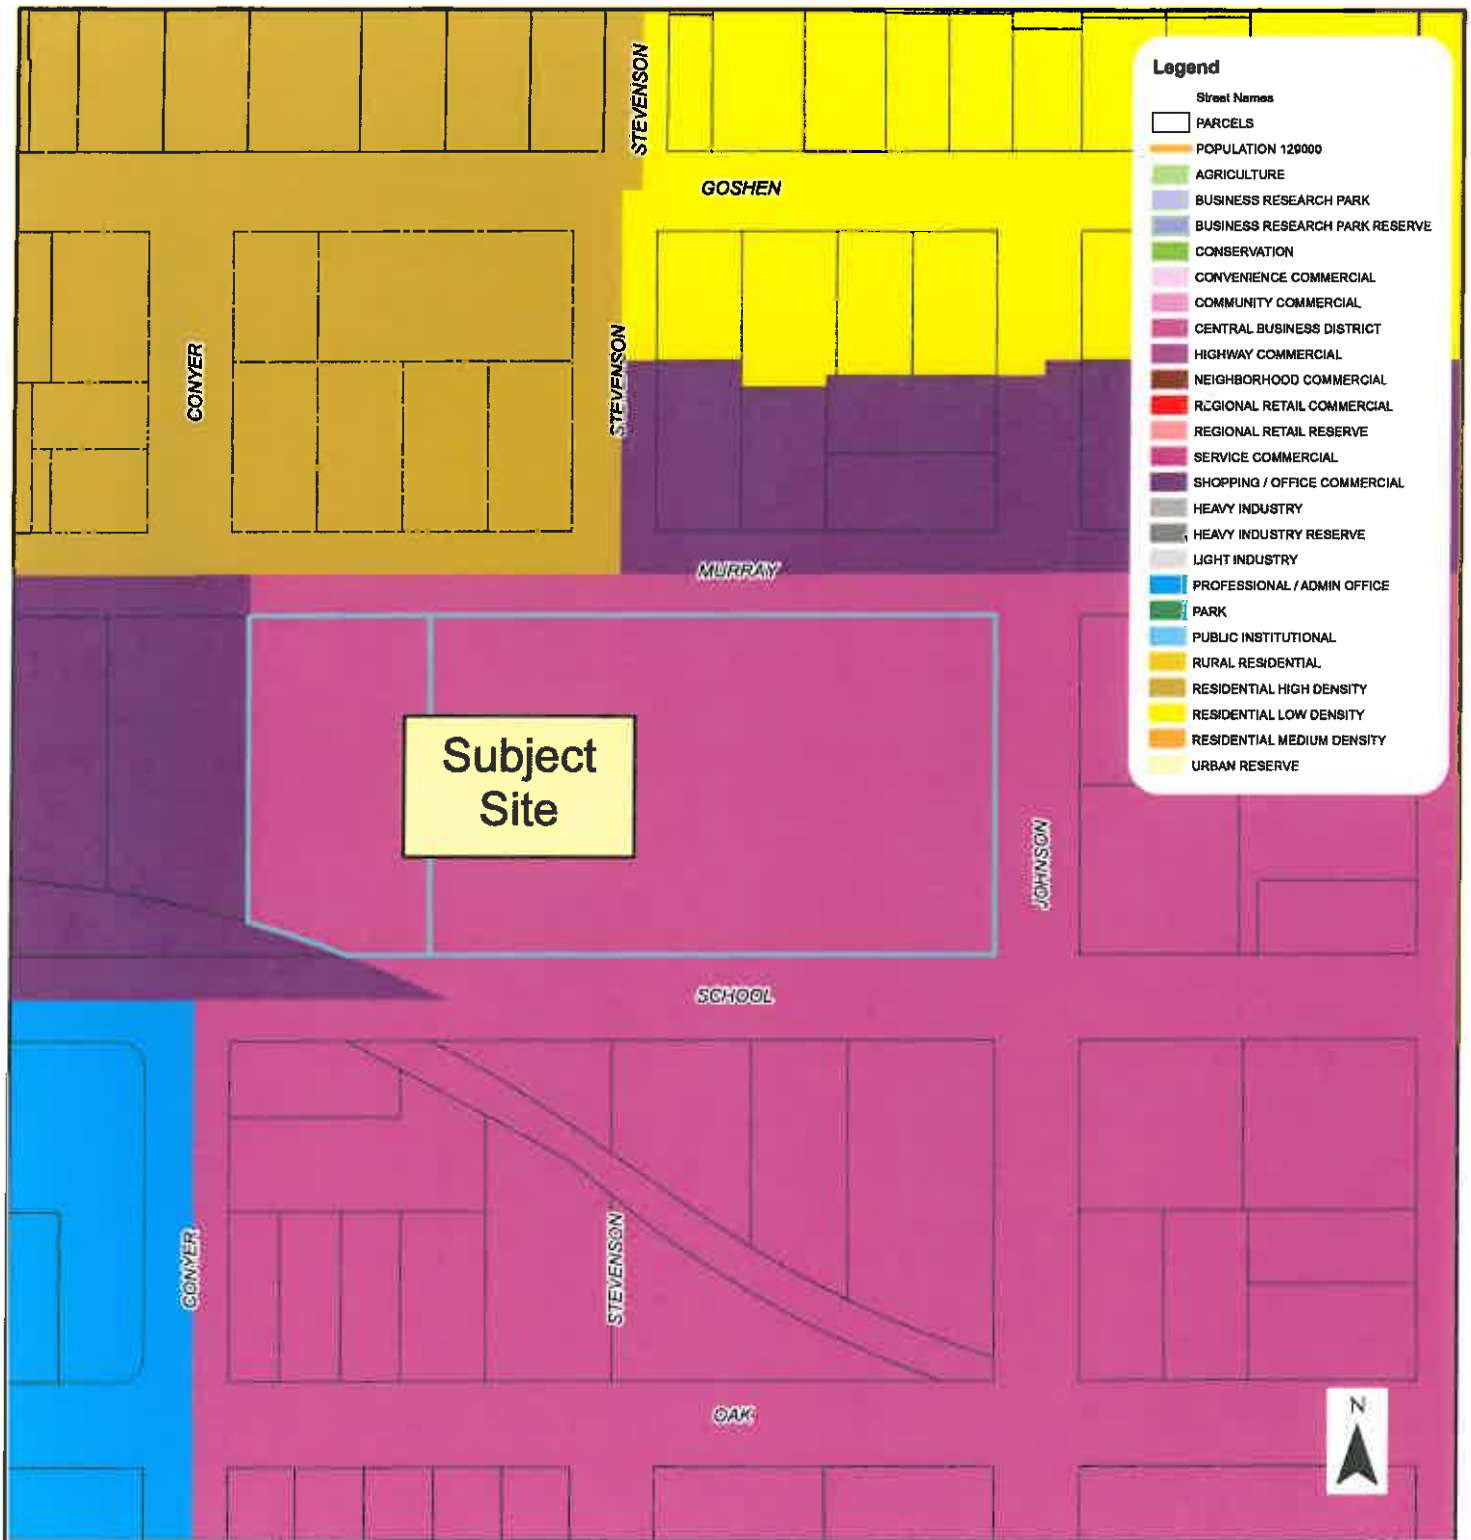 STEVENSON
GOSHEN
CONYER
STEVENSON
MURRAY
Subject
Site
JOHNSON
SCHOOL
CONYER
STEVENSON
OAK
N
Legend
Street Names
PARCELS
POPULATION 129000
AGRICULTURE
BUSINESS RESEARCH PARK
BUSINESS RESEARCH PARK RESERVE
CONSERVATION
CONVENIENCE COMMERCIAL
COMMUNITY COMMERCIAL
CENTRAL BUSINESS DISTRICT
HIGHWAY COMMERCIAL
NEIGHBORHOOD COMMERCIAL
REGIONAL RETAIL COMMERCIAL
REGIONAL RETAIL RESERVE
SERVICE COMMERCIAL
SHOPPING / OFFICE COMMERCIAL
HEAVY INDUSTRY
HEAVY INDUSTRY RESERVE
LIGHT INDUSTRY
PROFESSIONAL / ADMIN OFFICE
PARK
PUBLIC INSTITUTIONAL
RURAL RESIDENTIAL
RESIDENTIAL HIGH DENSITY
RESIDENTIAL LOW DENSITY
RESIDENTIAL MEDIUM DENSITY
URBAN RESERVE